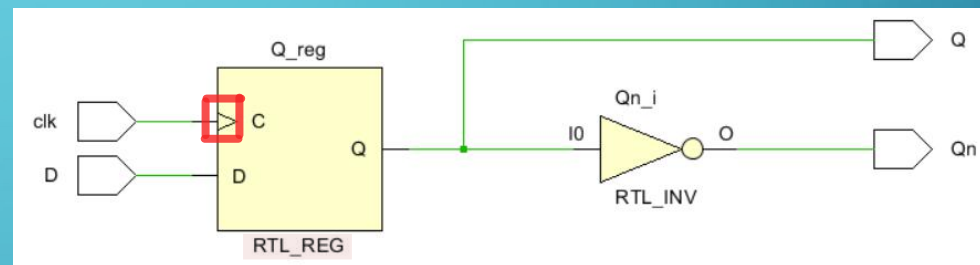 Q_reg
Q
Qn_i
clk
C
I0
O
Q
Qn
D
D
RTL_INV
RTL_REG